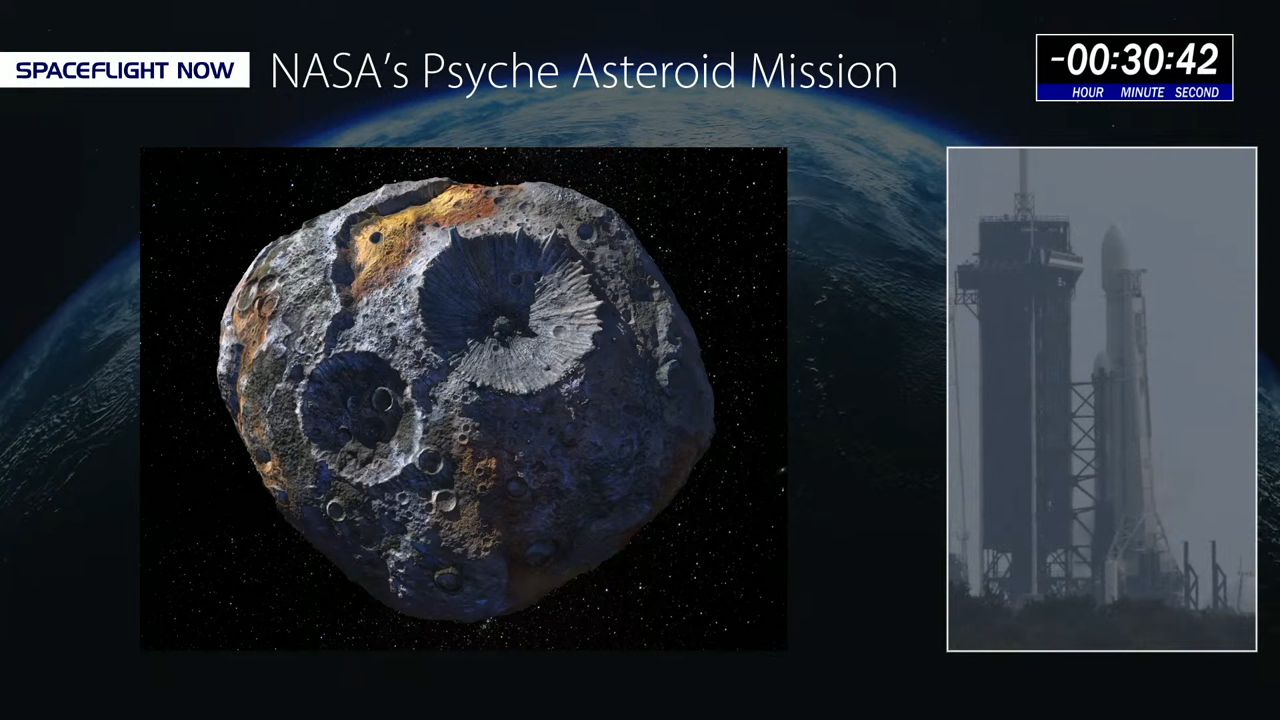 SPACEFLIGHT NOW
NASA's Psyche Asteroid Mission
-00:30:42
HOUR MINUTE SECOND